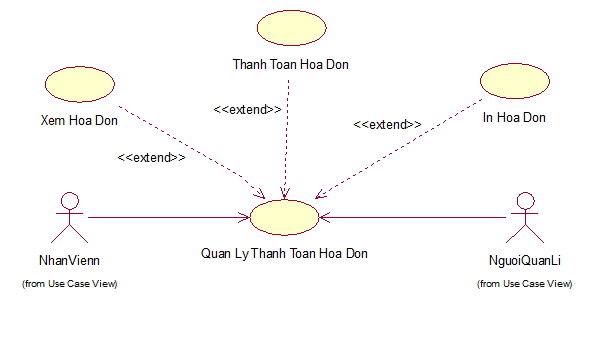 Thanh Toan Hoa Don
<<extend>>
Xem Hoa Don
In Hoa Don
<<extend>>
<<extend>>
Quan Ly Thanh Toan Hoa Don
NhanVienn
(from Use Case View)
NguoiQuanLi
(from Use Case View)